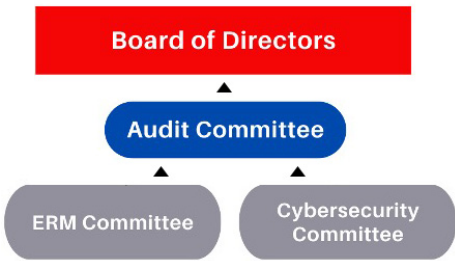 Board of Directors
Audit Committee
ERM Committee
Cybersecurity
Committee